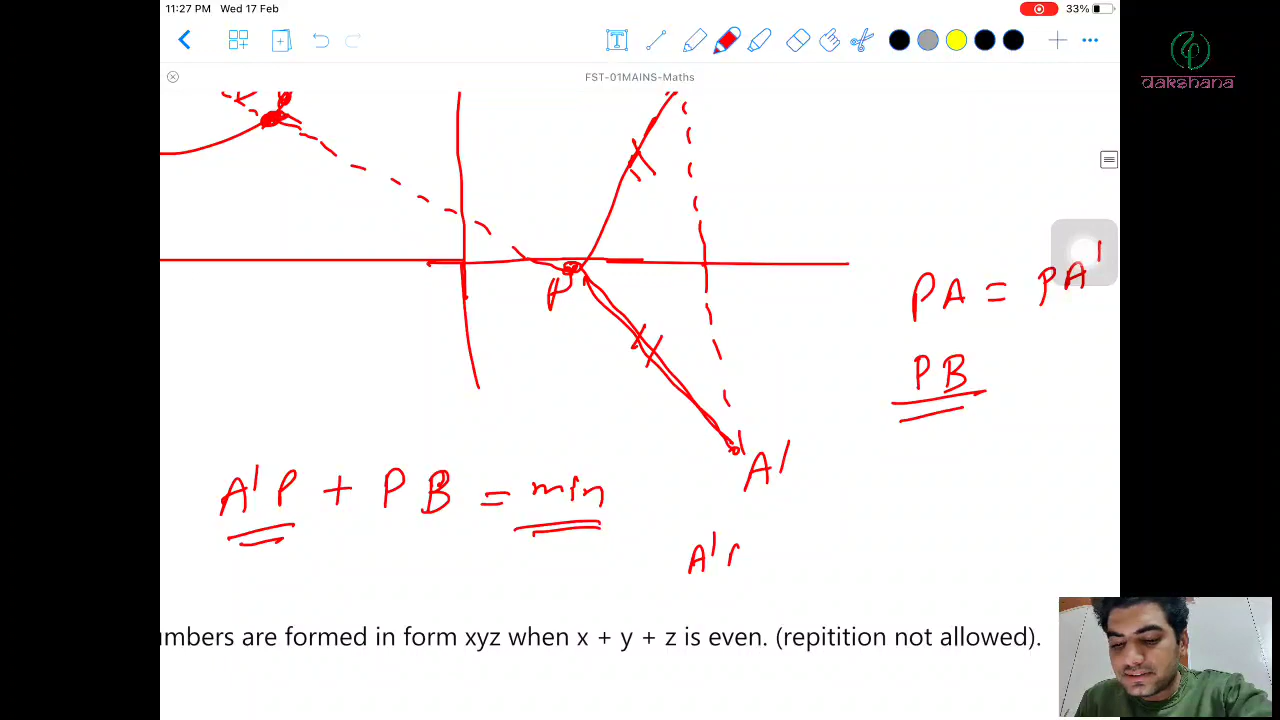 11:27 PM Wed 17 Feb
33%
FST-01MAINS-Maths
dakshana
P
PA = PA'
PB
A'
A'P + PB = min
A'
umbers are formed in form xyz when x + y + z is even. (repitition not allowed).